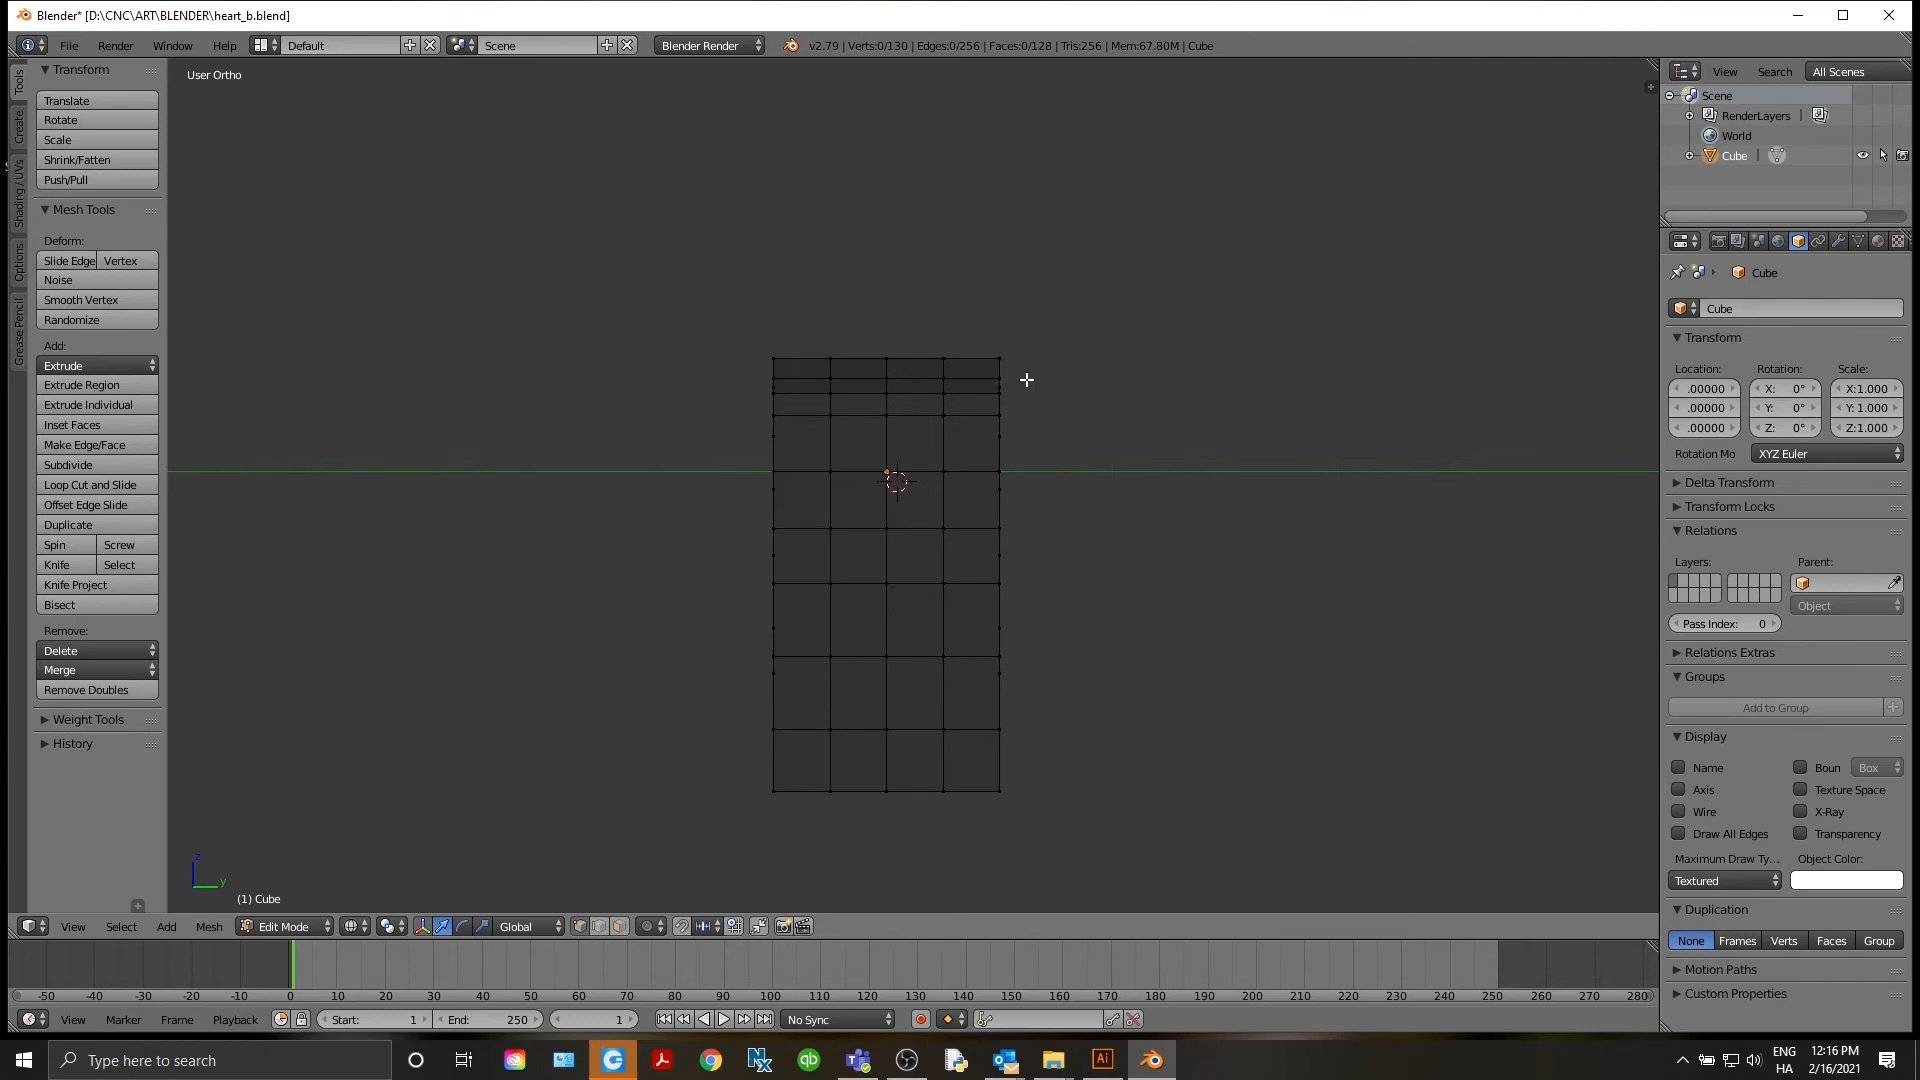 Blender* [D:\CNC\ART\BLENDER\heart_b.blend]
File Render Window Help Default Scene Blender Render v2.79 | Verts:0/130 | Edges:0/256 | Faces:0/128 | Tris:256 | Mem:67.80M | Cube
Tools
Create
Shading / UVs
Options
Grease Pencil
Transform
Translate
Rotate
Scale
Shrink/Fatten
Push/Pull
Mesh Tools
Deform:
Slide Edge Vertex
Noise
Smooth Vertex
Randomize
Add:
Extrude
Extrude Region
Extrude Individual
Inset Faces
Make Edge/Face
Subdivide
Loop Cut and Slide
Offset Edge Slide
Duplicate
Spin Screw
Knife Select
Knife Project
Bisect
Remove:
Delete
Merge
Remove Doubles
Weight Tools
History
User Ortho
z
y
(1) Cube
View Search All Scenes
Scene
RenderLayers
World
Cube
Cube
Cube
Transform
Location: Rotation: Scale:
.00000 X: 0° X:1.000
.00000 Y: 0° Y: 1.000
.00000 Z: 0° Z:1.000
Rotation Mo XYZ Euler
Delta Transform
Transform Locks
Relations
Layers: Parent:
Object
Pass Index: 0
Relations Extras
Groups
Add to Group
Display
Name Boun Box
Axis Texture Space
Wire X-Ray
Draw All Edges Transparency
Maximum Draw Ty... Object Color:
Textured
Duplication
None Frames Verts Faces Group
Motion Paths
Custom Properties
View Select Add Mesh Edit Mode Global
-50 -40 -30 -20 -10 0 10 20 30 40 50 60 70 80 90 100 110 120 130 140 150 160 170 180 190 200 210 220 230 240 250 260 270 280
View Marker Frame Playback Start: 1 End: 250 1 No Sync
Type here to search
Ai
ENG
HA
12:16 PM
2/16/2021